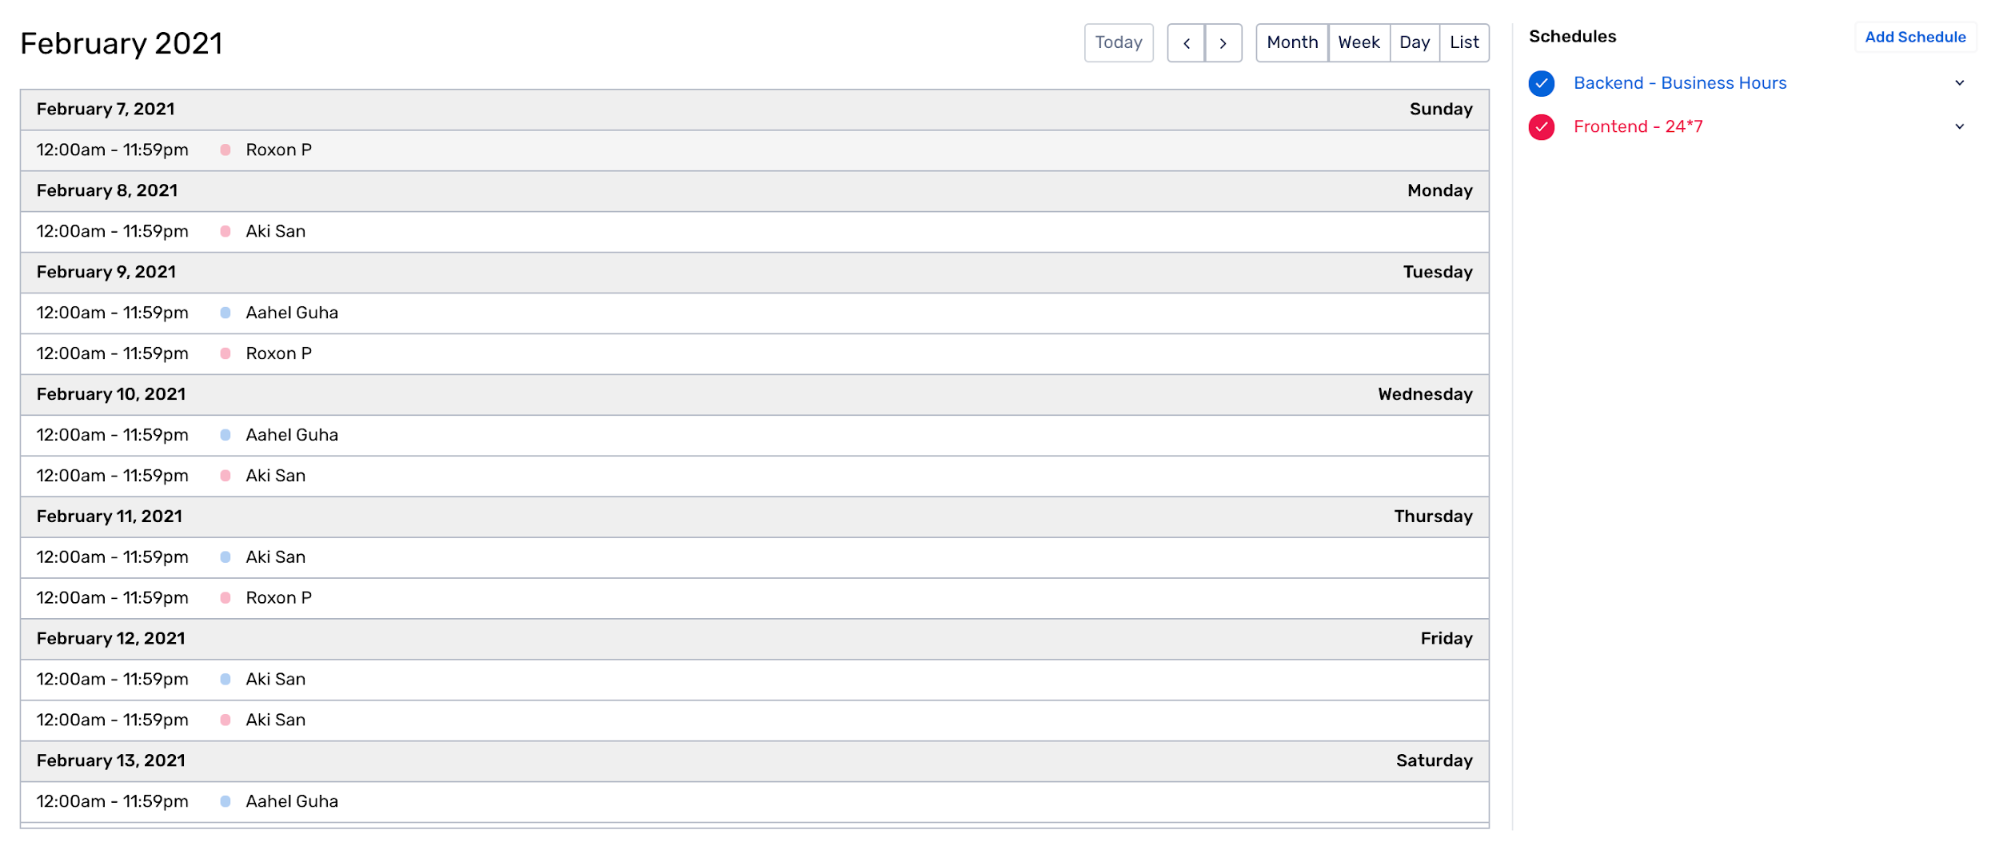 February 2021
Today
Month Week Day List
February 7, 2021 Sunday
12:00am - 11:59pm Roxon P
February 8, 2021 Monday
12:00am - 11:59pm Aki San
February 9, 2021 Tuesday
12:00am - 11:59pm Aahel Guha
12:00am - 11:59pm Roxon P
February 10, 2021 Wednesday
12:00am - 11:59pm Aahel Guha
12:00am - 11:59pm Aki San
February 11, 2021 Thursday
12:00am - 11:59pm Aki San
12:00am - 11:59pm Roxon P
February 12, 2021 Friday
12:00am - 11:59pm Aki San
12:00am - 11:59pm Aki San
February 13, 2021 Saturday
12:00am - 11:59pm Aahel Guha
Schedules Add Schedule
Backend - Business Hours
Frontend - 24*7